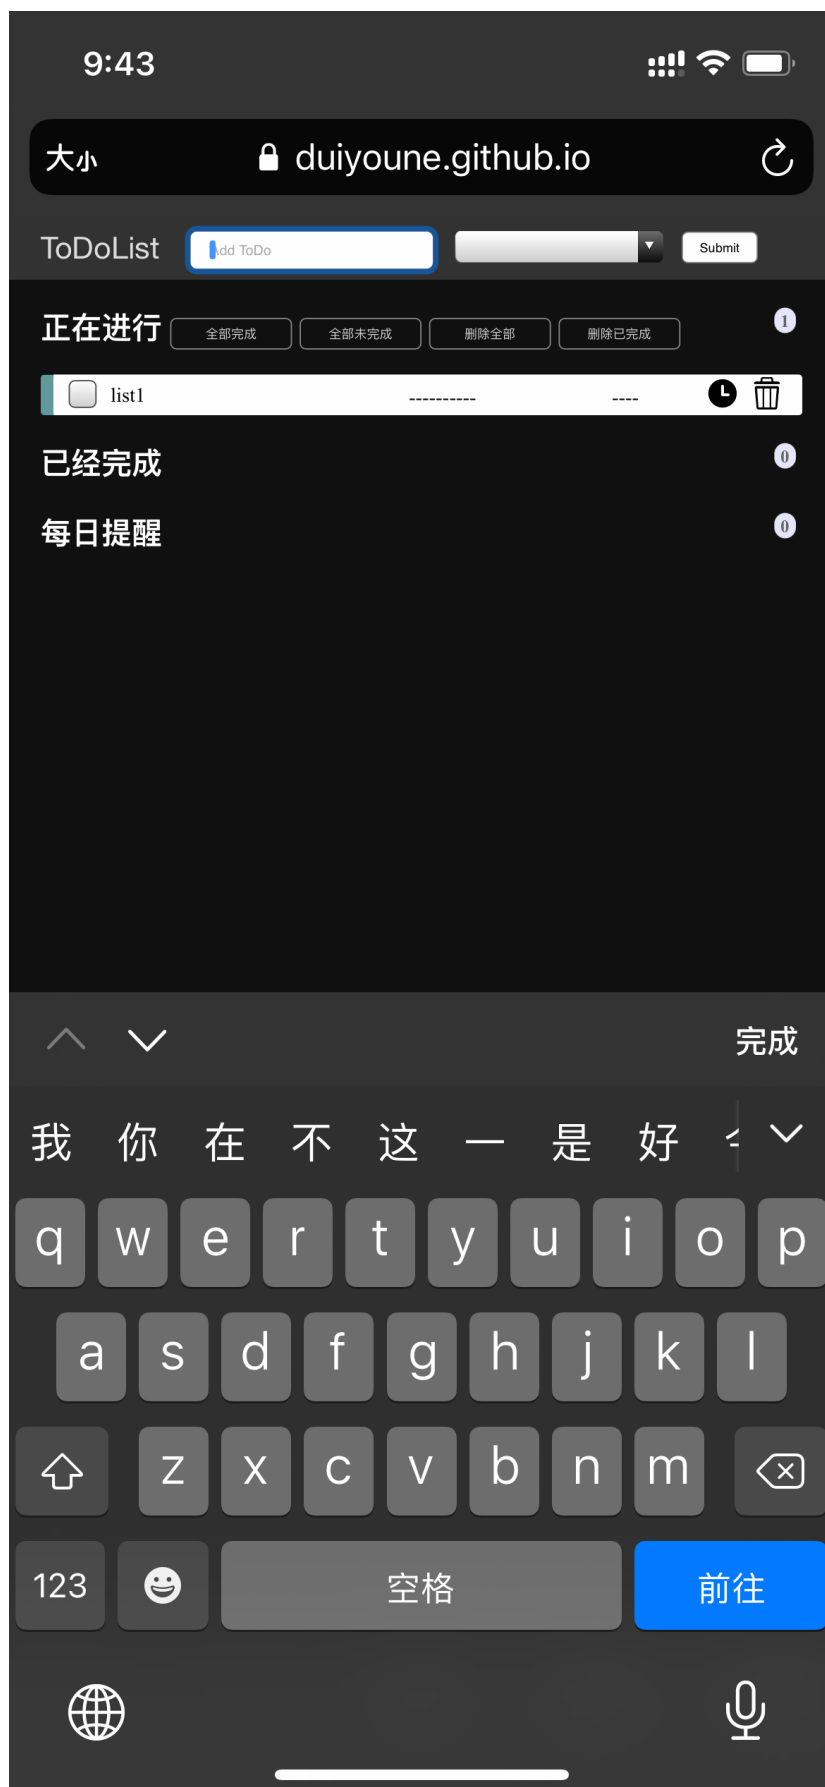 9:43
大小 duiyoune.github.io
ToDoList Add ToDo Submit
正在进行 全部完成 全部未完成 删除全部 删除已完成 1
list1 ---------- ----
已经完成 0
每日提醒 0
完成
我 你 在 不 这 一 是 好
q w e r t y u i o p
a s d f g h j k l
z x c v b n m
123 空格 前往